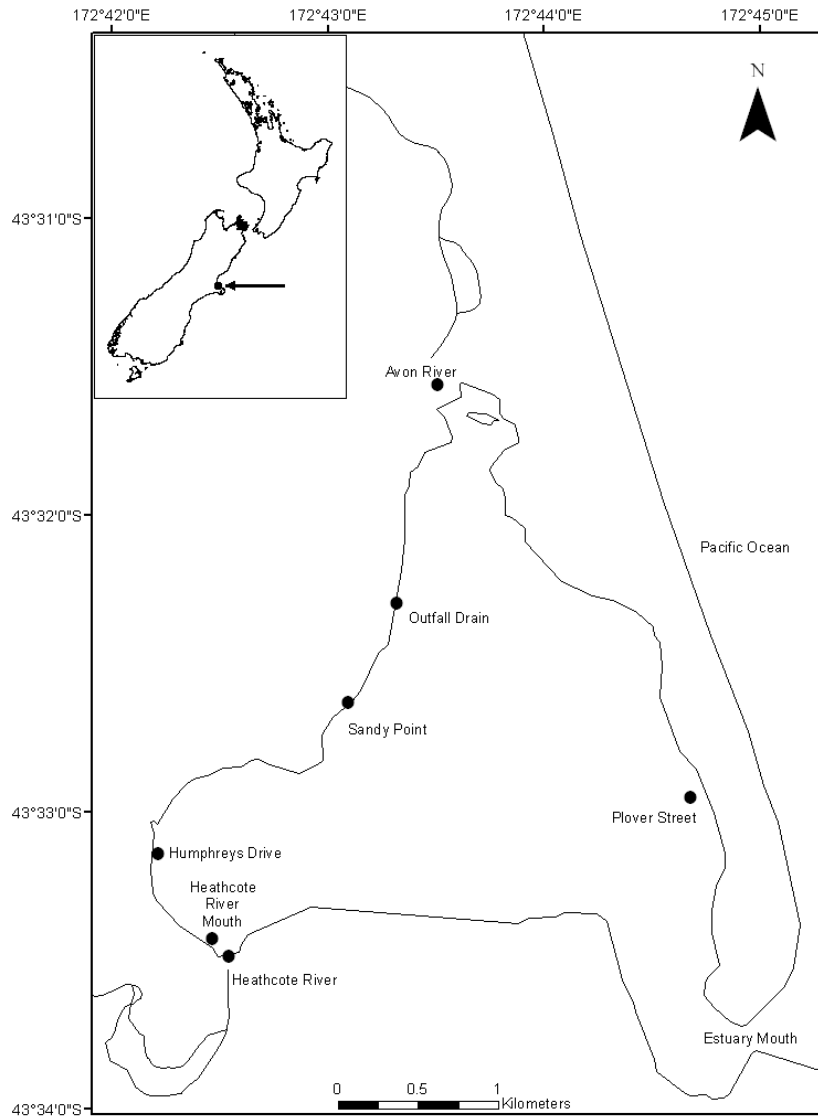 172°42'0"E
172°43'0"E
172°44'0"E
172°45'0"E
N
43°31'0"S
Avon River
43°32'0"S
Pacific Ocean
Outfall Drain
Sandy Point
43°33'0"S
Plover Street
Humphreys Drive
Heathcote
River
Mouth
Heathcote River
Estuary Mouth
0
0.5
1
Kilometers
43°34'0"S